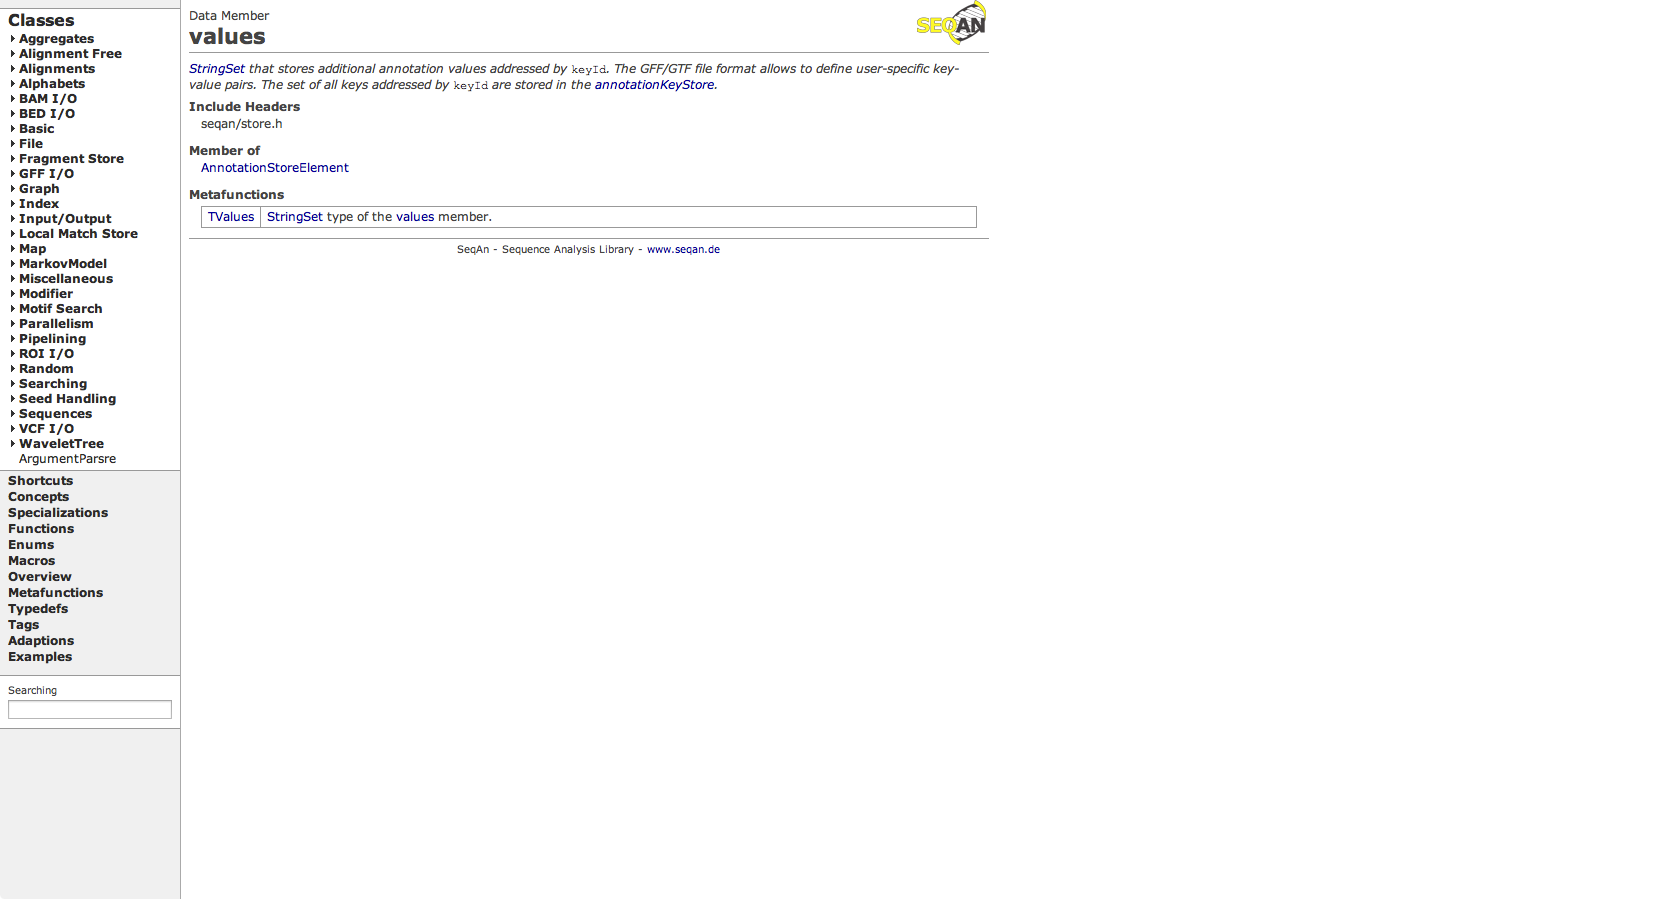 Classes
Aggregates
Alignment Free
Alignments
Alphabets
BAM I/O
BED I/O
Basic
File
Fragment Store
GFF I/O
Graph
Index
Input/Output
Local Match Store
Map
MarkovModel
Miscellaneous
Modifier
Motif Search
Parallelism
Pipelining
ROI I/O
Random
Searching
Seed Handling
Sequences
VCF I/O
WaveletTree
ArgumentParsre
Shortcuts
Concepts
Specializations
Functions
Enums
Macros
Overview
Metafunctions
Typedefs
Tags
Adaptions
Examples
Searching
Data Member
values
SEQAN
StringSet that stores additional annotation values addressed by keyId. The GFF/GTF file format allows to define user-specific key-
value pairs. The set of all keys addressed by keyId are stored in the annotationKeyStore.
Include Headers
seqan/store.h
Member of
AnnotationStoreElement
Metafunctions
TValues StringSet type of the values member.
SeqAn - Sequence Analysis Library - www.seqan.de